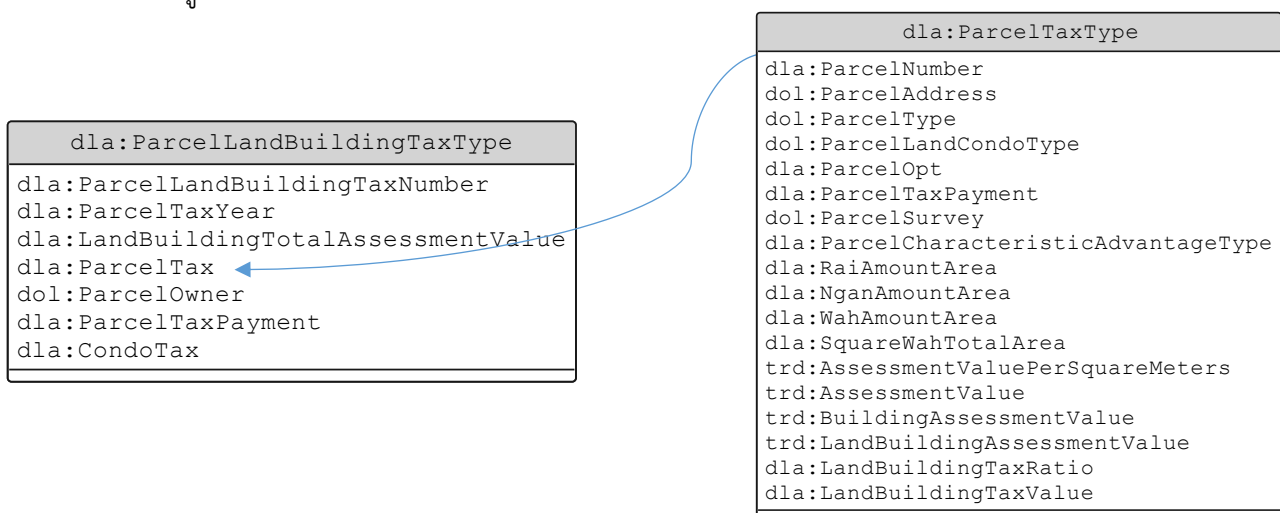 dla:ParcelLandBuildingTaxType
dla:ParcelLandBuildingTaxNumber
dla:ParcelTaxYear
dla:LandBuildingTotalAssessmentValue
dla:ParcelTax
dol:ParcelOwner
dla:ParcelTaxPayment
dla:CondoTax
dla:ParcelTaxType
dla:ParcelNumber
dol:ParcelAddress
dol:ParcelType
dol:ParcelLandCondoType
dla:ParcelOpt
dla:ParcelTaxPayment
dol:ParcelSurvey
dla:ParcelCharacteristicAdvantageType
dla:RaiAmountArea
dla:NganAmountArea
dla:WahAmountArea
dla:SquareWahTotalArea
trd:AssessmentValuePerSquareMeters
trd:AssessmentValue
trd:BuildingAssessmentValue
trd:LandBuildingAssessmentValue
dla:LandBuildingTaxRatio
dla:LandBuildingTaxValue